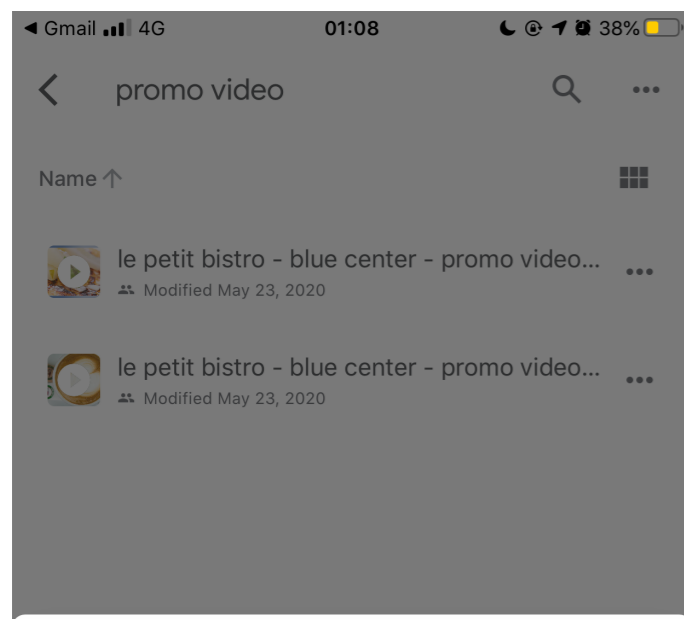 Gmail 4G 01:08 38%
promo video
Name
le petit bistro - blue center - promo video...
Modified May 23, 2020
le petit bistro - blue center - promo video...
Modified May 23, 2020